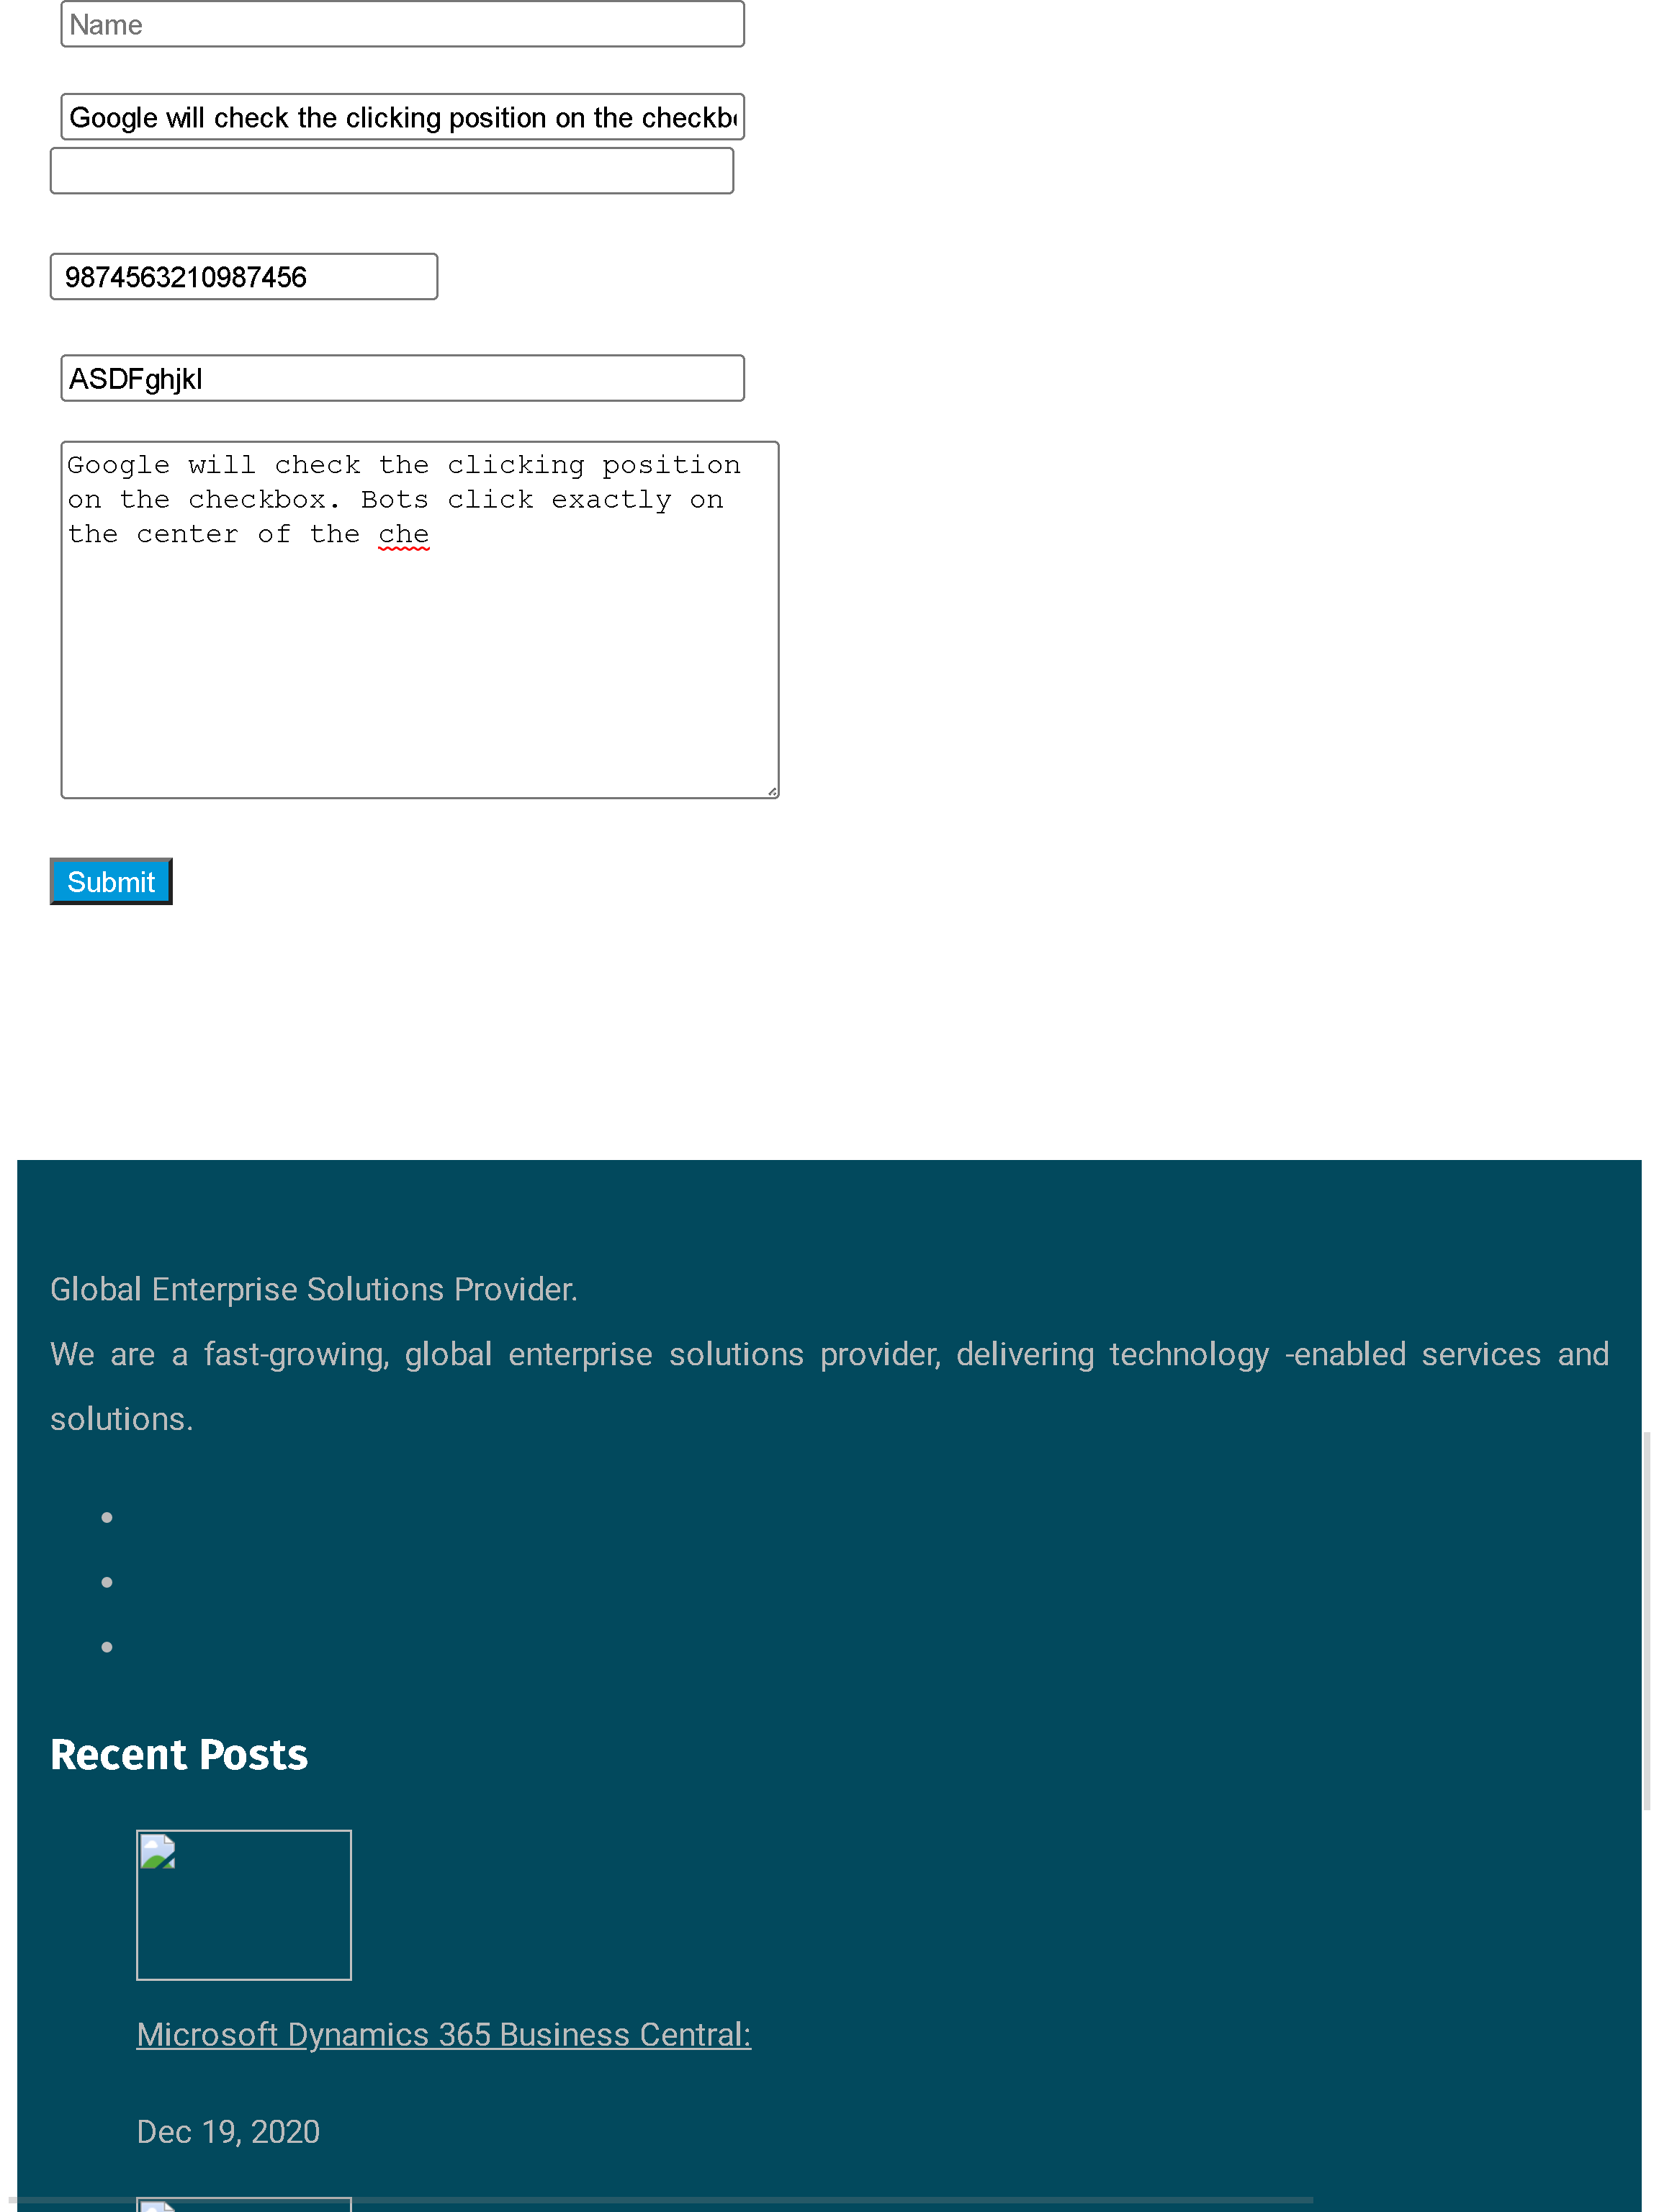 Name
Google will check the clicking position on the checkb
9874563210987456
ASDFghjkl
Google will check the clicking position
on the checkbox. Bots click exactly on
the center of the che
Submit
Global Enterprise Solutions Provider.
We are a fast-growing, global enterprise solutions provider, delivering technology -enabled services and
solutions.
Recent Posts
Microsoft Dynamics 365 Business Central:
Dec 19, 2020